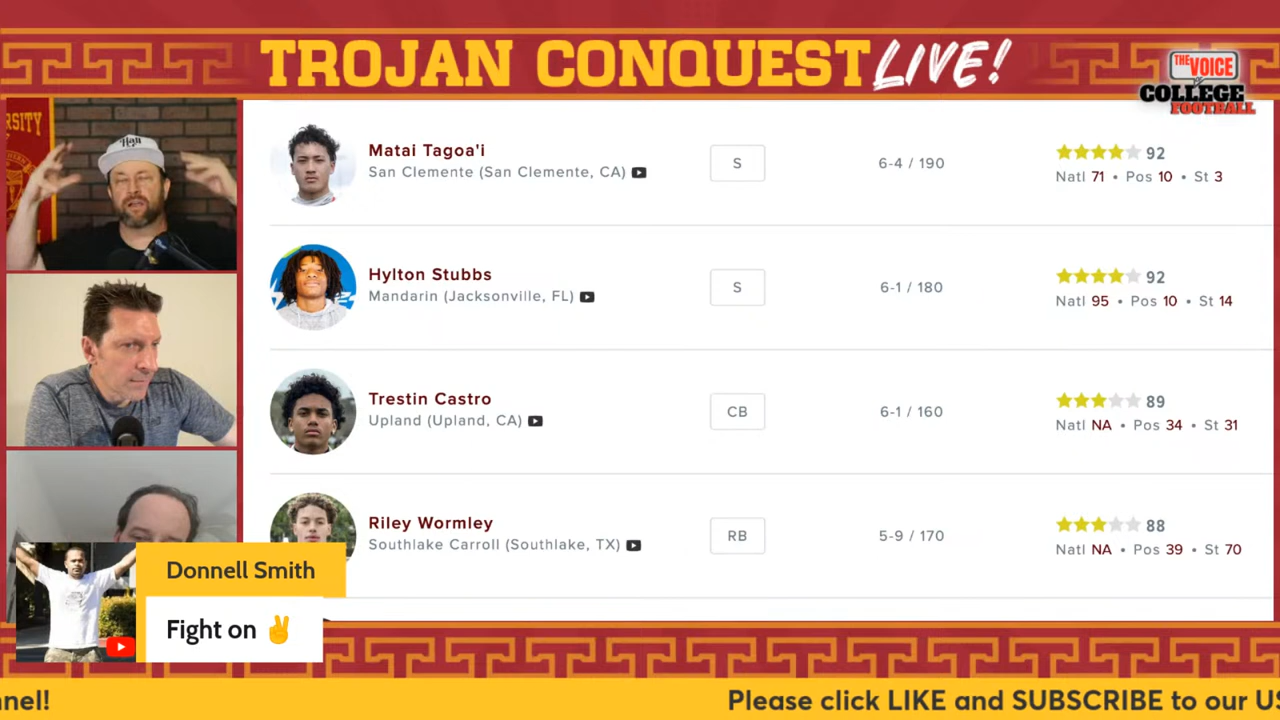 TROJAN CONQUEST LIVE!
THE VOICE
OF
COLLEGE
FOOTBALL
RSITY
Matai Tagoa'i
San Clemente (San Clemente, CA)
S
6-4 / 190
92
Natl 71 • Pos 10 • St 3
Hylton Stubbs
Mandarin (Jacksonville, FL)
S
6-1 / 180
92
Natl 95 • Pos 10 • St 14
Trestin Castro
Upland (Upland, CA)
CB
6-1 / 160
89
Natl NA • Pos 34 • St 31
Riley Wormley
Southlake Carroll (Southlake, TX)
RB
5-9 / 170
88
Natl NA • Pos 39 • St 70
Donnell Smith
Fight on ✌
nnel! Please click LIKE and SUBSCRIBE to our US